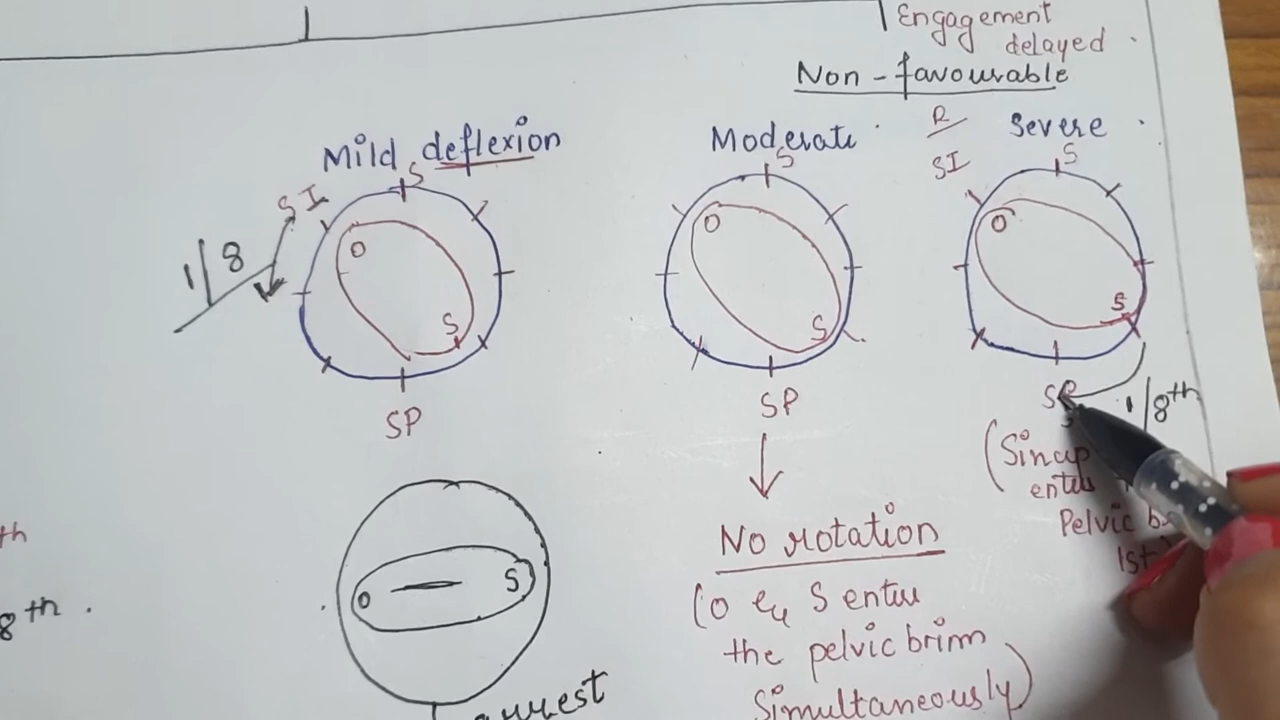 Engagement
delayed
Non-favourable
Mild deflexion
Moderate
R
Severe
SI
S
S
SI
S
1/8
O
S
O
S
O
S
SP
SP
SP
1/8th
(Sincip
enters
Pelvic b
1st
No rotation
(O & S enters
the pelvic brim
Simultaneously)
th
8th
O
S
arrest